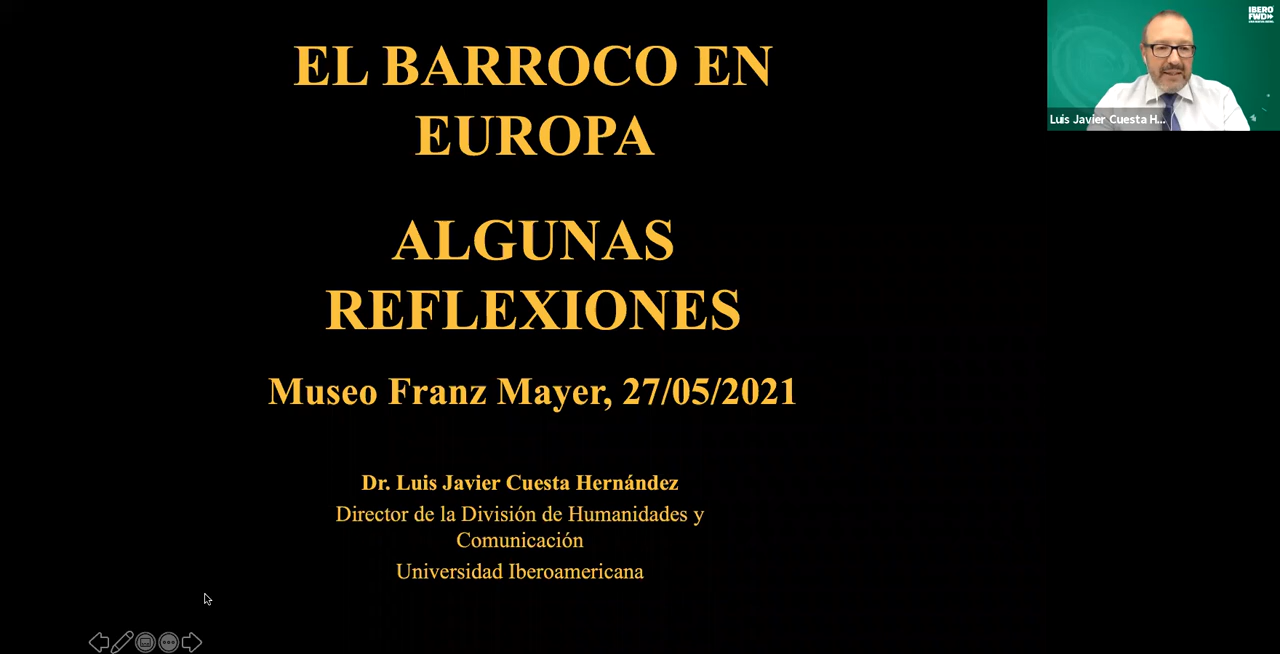 EL BARROCO EN
EUROPA
ALGUNAS
REFLEXIONES
Museo Franz Mayer, 27/05/2021
Dr. Luis Javier Cuesta Hernández
Director de la División de Humanidades y
Comunicación
Universidad Iberoamericana
IBERO
FWD
Luis Javier Cuesta H...